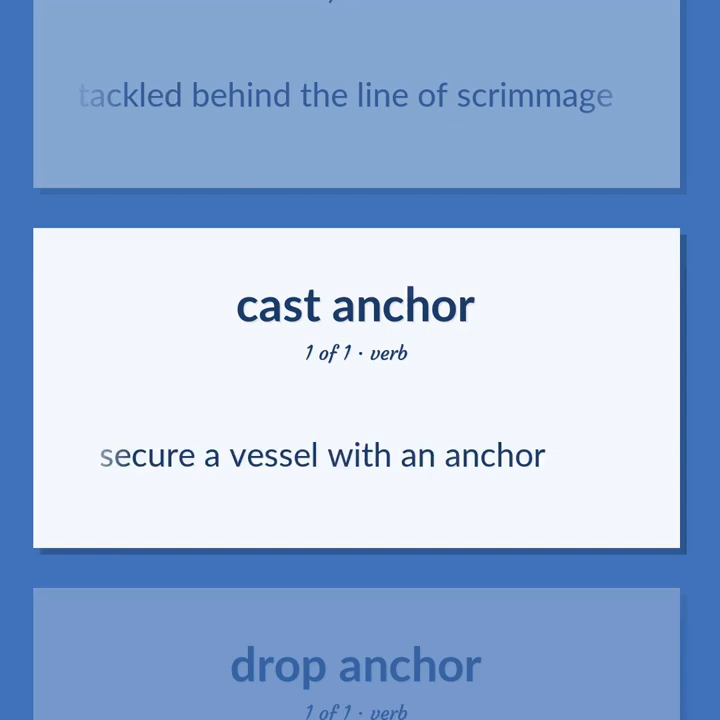 tackled behind the line of scrimmage
cast anchor
1 of 1 · verb
secure a vessel with an anchor
drop anchor
1 of 1 · verb